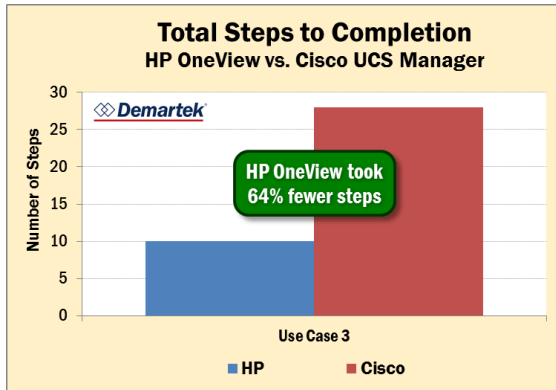 Total Steps to Completion
HP OneView vs. Cisco UCS Manager
Demartek
Number of Steps
30
25
20
15
10
5
0
HP OneView took
64% fewer steps
Use Case 3
HP
Cisco